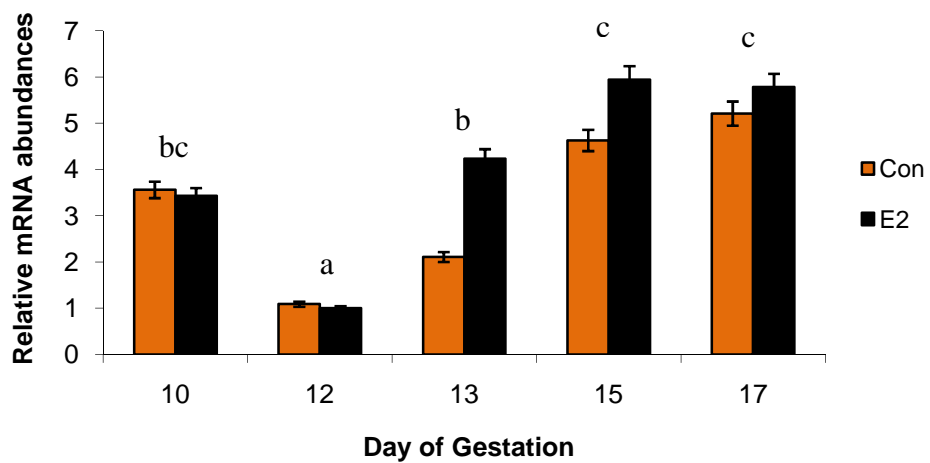 Relative mRNA abundances
7
6
5
4
3
2
1
0
bc
a
b
c
c
10 12 13 15 17
Day of Gestation
Con
E2